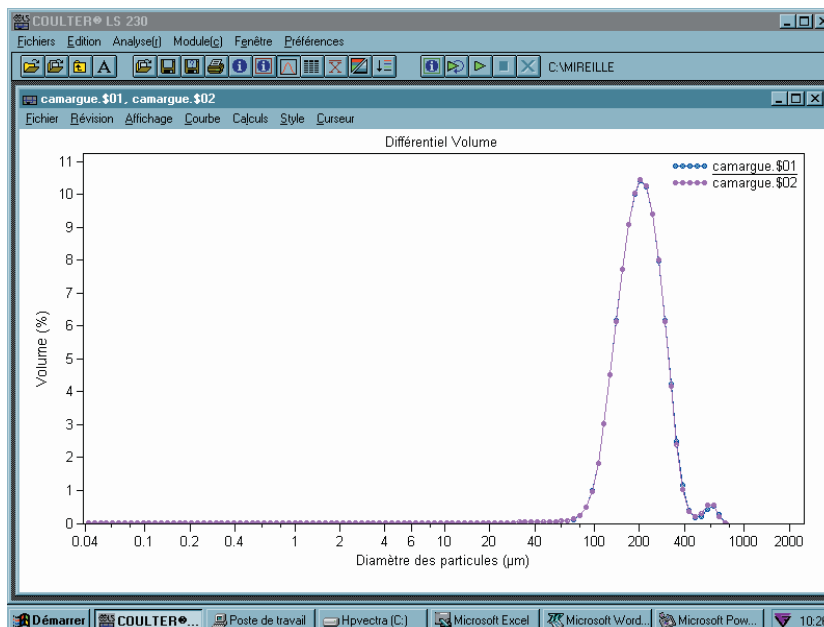 COULTER® LS 230
Fichiers Edition Analyse(r) Module(c) Fenêtre Préférences
A C:\MIREILLE
camargue.$01, camargue.$02
Fichier Révision Affichage Courbe Calculs Style Curseur
Différentiel Volume
camargue.$01
camargue.$02
11
10
9
8
7
6
5
4
3
2
1
0
Volume (%)
0.04 0.1 0.2 0.4 1 2 4 6 10 20 40 100 200 400 1000 2000
Diamètre des particules (µm)
Démarrer COULTER®... Poste de travail Hpvectra (C:) Microsoft Excel Microsoft Word... Microsoft Pow...